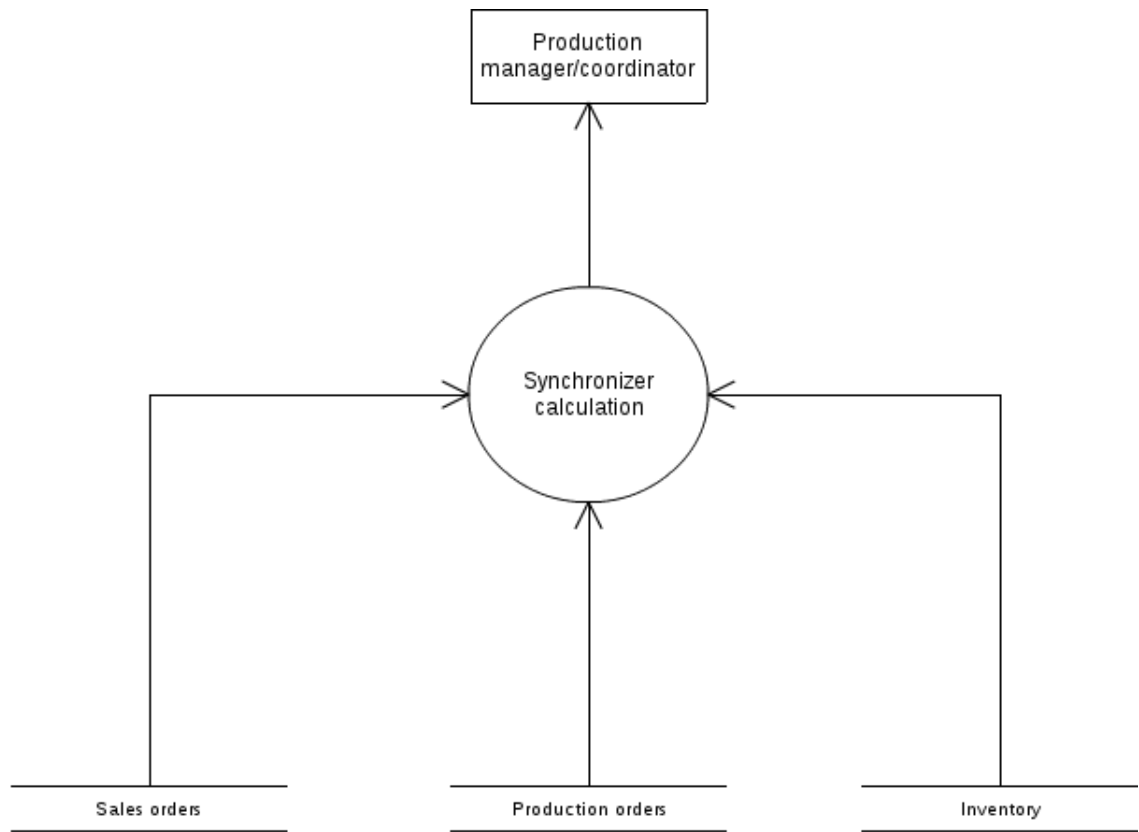 Production
manager/coordinator
Synchronizer
calculation
Sales orders
Production orders
Inventory